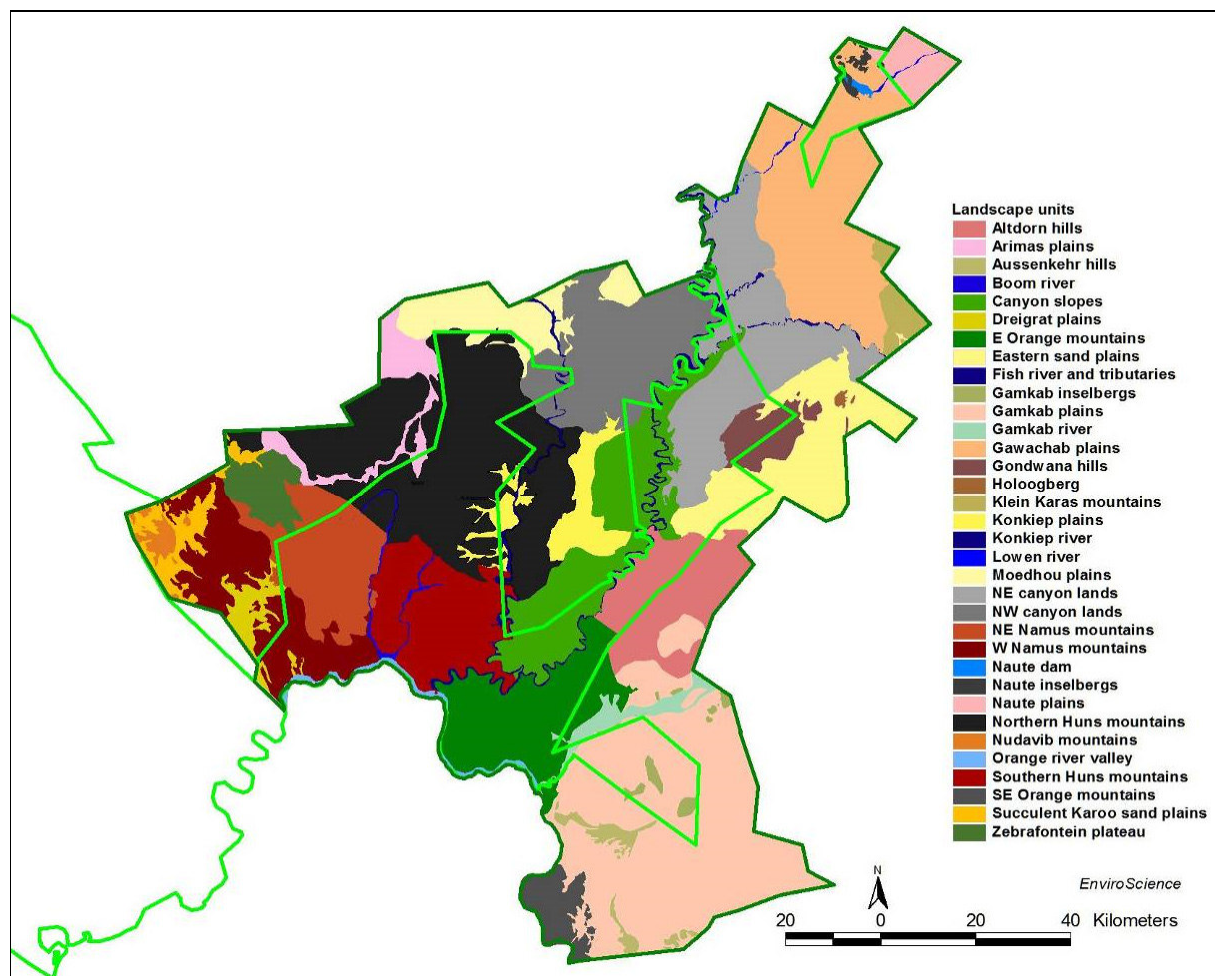 Landscape units
Altdorn hills
Arimas plains
Aussenkehr hills
Boom river
Canyon slopes
Dreigrat plains
E Orange mountains
Eastern sand plains
Fish river and tributaries
Gamkab inselbergs
Gamkab plains
Gamkab river
Gawachab plains
Gondwana hills
Holoogberg
Klein Karas mountains
Konkiep plains
Konkiep river
Lowen river
Moedhou plains
NE canyon lands
NW canyon lands
NE Namus mountains
W Namus mountains
Naute dam
Naute inselbergs
Naute plains
Northern Huns mountains
Nudavib mountains
Orange river valley
Southern Huns mountains
SE Orange mountains
Succulent Karoo sand plains
Zebrafontein plateau
N
EnviroScience
20 0 20 40 Kilometers